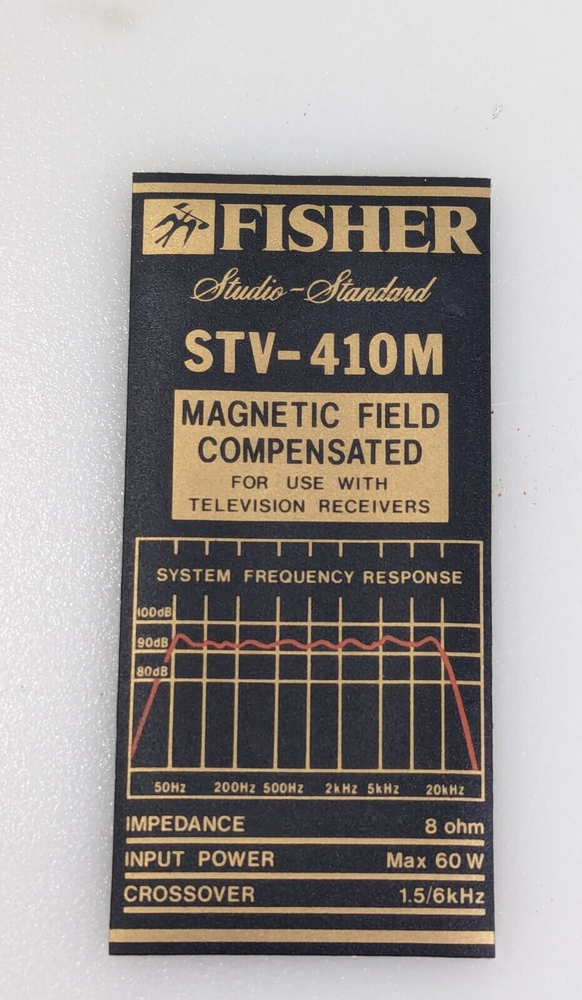 FISHER
Studio-Standard
STV-410M
MAGNETIC FIELD
COMPENSATED
FOR USE WITH
TELEVISION RECEIVERS
SYSTEM FREQUENCY RESPONSE
100dB
90dB
80dB
50Hz 200Hz 500Hz 2kHz 5kHz 20kHz
IMPEDANCE 8 ohm
INPUT POWER Max 60 W
CROSSOVER 1.5/6kHz